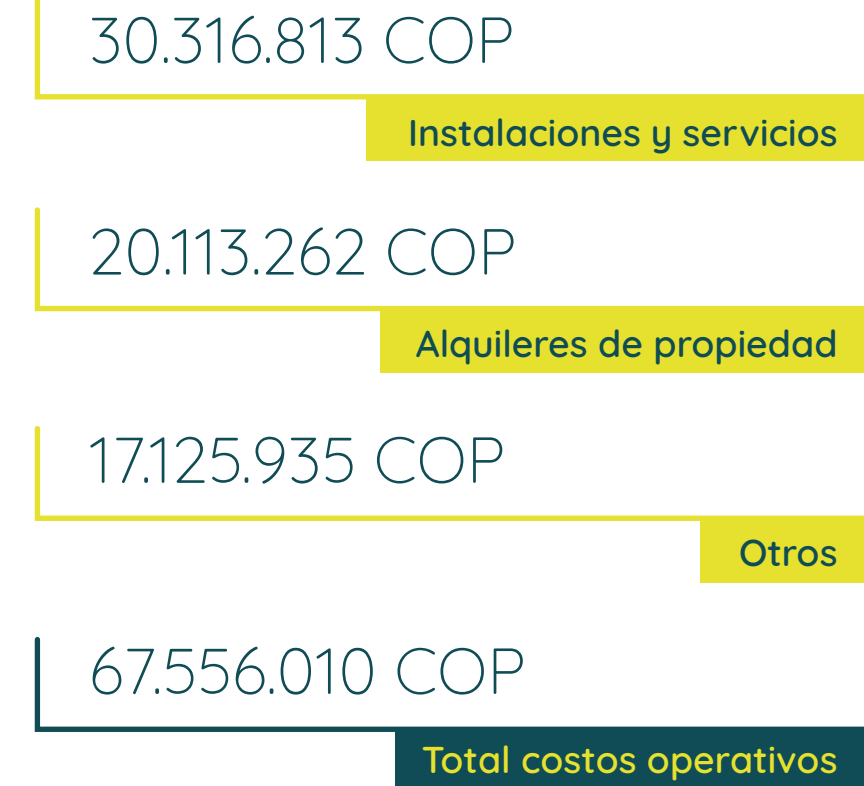 30.316.813 COP
Instalaciones y servicios
20.113.262 COP
Alquileres de propiedad
17.125.935 COP
Otros
67.556.010 COP
Total costos operativos